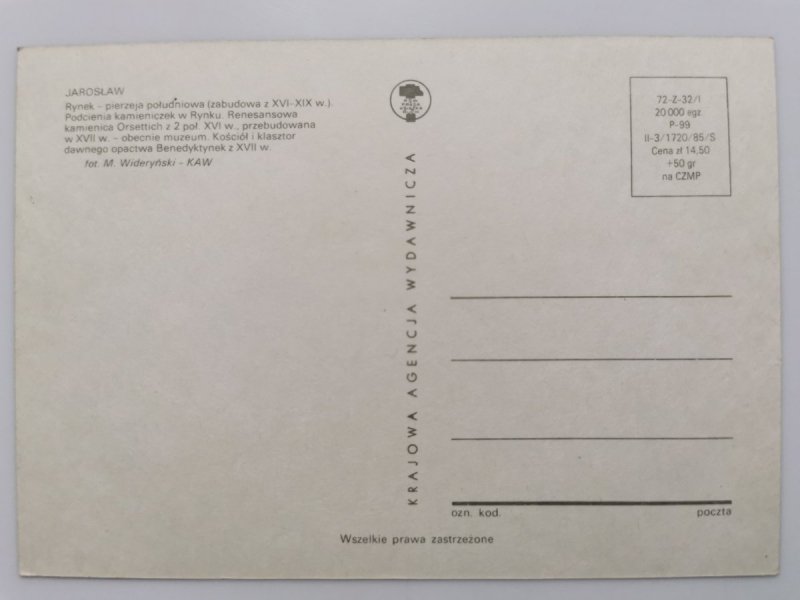 JAROSŁAW
Rynek - pierzeja południowa (zabudowa z XVI-XIX w.).
Podcienia kamieniczek w Rynku. Renesansowa
kamienica Orsettich z 2 poł. XVI w., przebudowana
w XVII w. - obecnie muzeum. Kościół i klasztor
dawnego opactwa Benedyktynek z XVII w.
fot. M. Wideryński - KAW
KRAJOWA AGENCJA WYDAWNICZA
72-Z-32/I
20 000 egz
P-99
II-3/1720/85/S
Cena zł 14,50
+50 gr
na CZMP
ozn. kod. poczta
Wszelkie prawa zastrzeżone